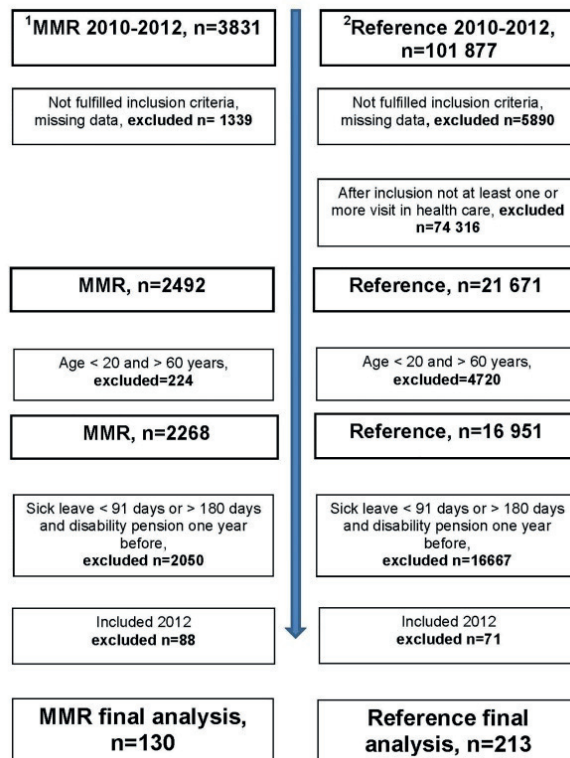 ¹MMR 2010-2012, n=3831
²Reference 2010-2012,
n=101 877
Not fulfilled inclusion criteria,
missing data, excluded n= 1339
Not fulfilled inclusion criteria,
missing data, excluded n=5890
After inclusion not at least one or
more visit in health care, excluded
n=74 316
MMR, n=2492
Reference, n=21 671
Age < 20 and > 60 years,
excluded=224
Age < 20 and > 60 years,
excluded=4720
MMR, n=2268
Reference, n=16 951
Sick leave < 91 days or > 180 days
and disability pension one year
before,
excluded n=2050
Sick leave < 91 days or > 180 days
and disability pension one year
before,
excluded n=16667
Included 2012
excluded n=88
Included 2012
excluded n=71
MMR final analysis,
n=130
Reference final
analysis, n=213